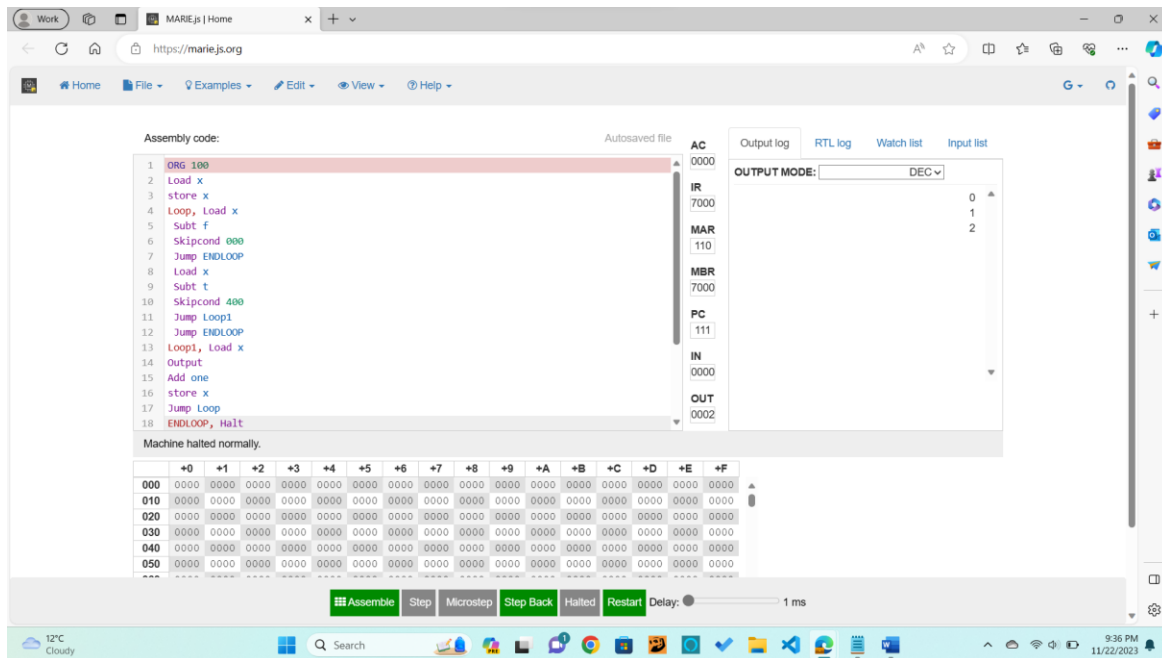 Work
MARIE.js | Home
https://marie.js.org
Home File Examples Edit View Help G
Assembly code:
Autosaved file
1 ORG 100
2 Load x
3 store x
4 Loop, Load x
5 Subt f
6 Skipcond 000
7 Jump ENDLOOP
8 Load x
9 Subt t
10 Skipcond 400
11 Jump Loop1
12 Jump ENDLOOP
13 Loop1, Load x
14 Output
15 Add one
16 store x
17 Jump Loop
18 ENDLOOP, Halt
Machine halted normally.
AC
0000
IR
7000
MAR
110
MBR
7000
PC
111
IN
0000
OUT
0002
Output log RTL log Watch list Input list
OUTPUT MODE: DEC
0
1
2
+0 +1 +2 +3 +4 +5 +6 +7 +8 +9 +A +B +C +D +E +F
000 0000 0000 0000 0000 0000 0000 0000 0000 0000 0000 0000 0000 0000 0000 0000 0000
010 0000 0000 0000 0000 0000 0000 0000 0000 0000 0000 0000 0000 0000 0000 0000 0000
020 0000 0000 0000 0000 0000 0000 0000 0000 0000 0000 0000 0000 0000 0000 0000 0000
030 0000 0000 0000 0000 0000 0000 0000 0000 0000 0000 0000 0000 0000 0000 0000 0000
040 0000 0000 0000 0000 0000 0000 0000 0000 0000 0000 0000 0000 0000 0000 0000 0000
050 0000 0000 0000 0000 0000 0000 0000 0000 0000 0000 0000 0000 0000 0000 0000 0000
Assemble Step Microstep Step Back Halted Restart Delay: 1 ms
12°C
Cloudy
Search
9:36 PM
11/22/2023